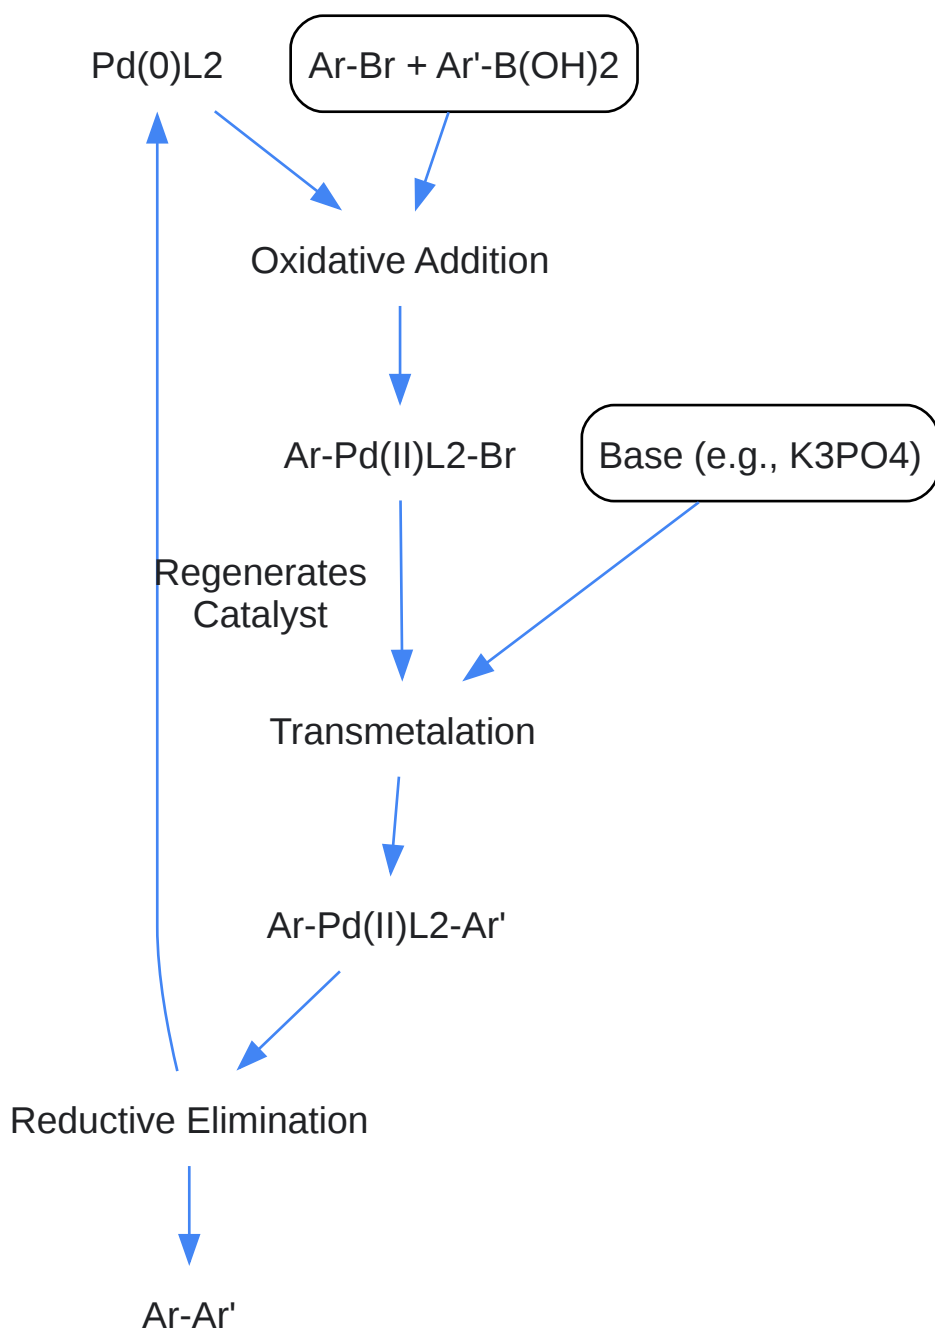 Pd(0)L2
Ar-Br + Ar'-B(OH)2
Oxidative Addition
Ar-Pd(II)L2-Br
Base (e.g., K3PO4)
Regenerates
Catalyst
Transmetalation
Ar-Pd(II)L2-Ar'
Reductive Elimination
Ar-Ar'